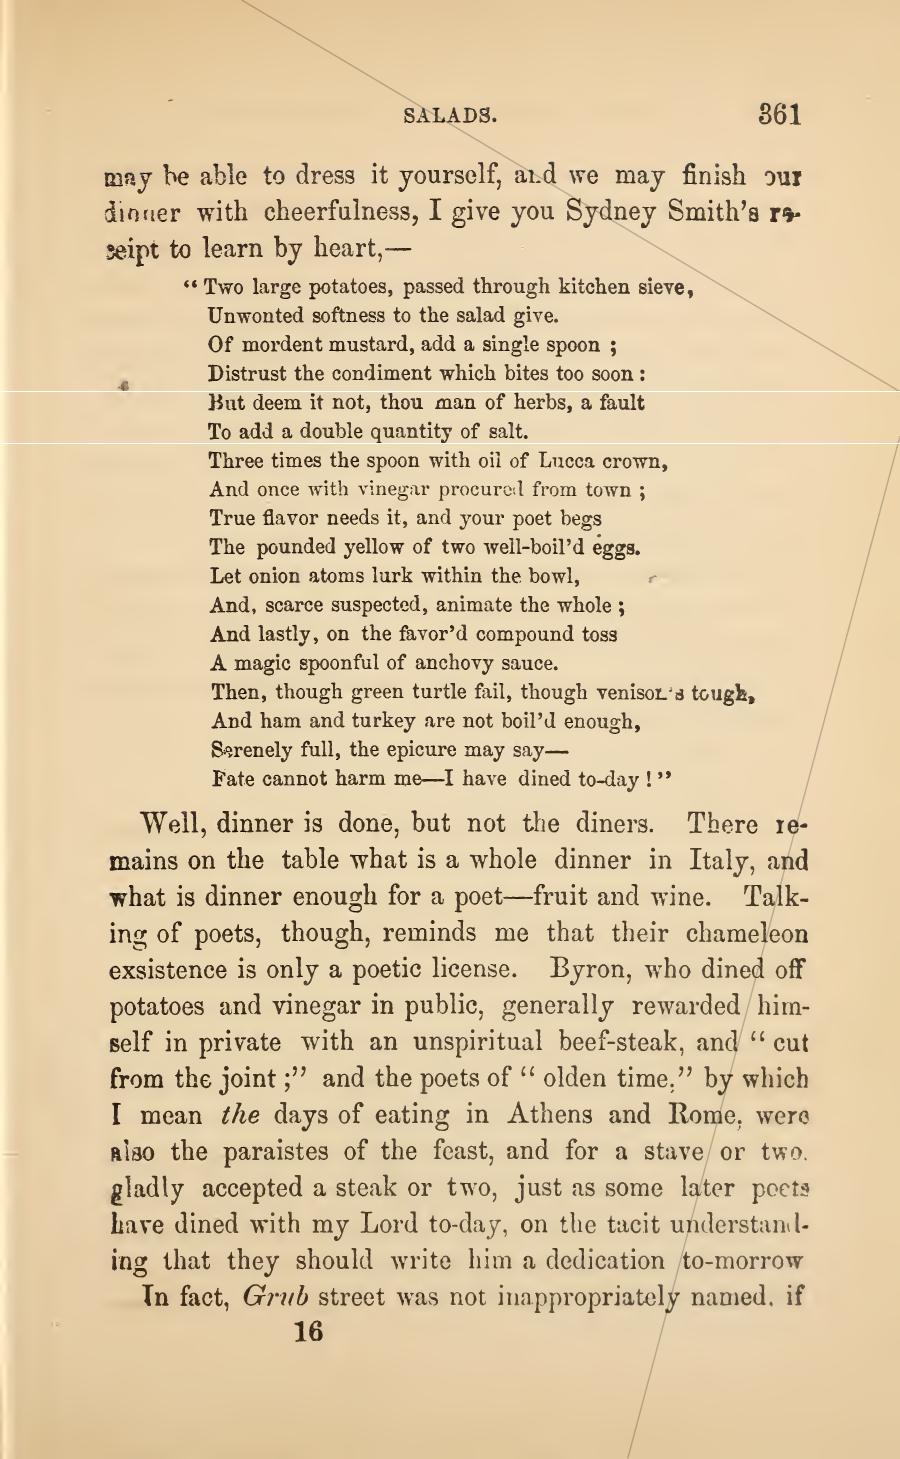 SALADS. 361
may be able to dress it yourself, and we may finish our
dinner with cheerfulness, I give you Sydney Smith's re-
seipt to learn by heart,—
“ Two large potatoes, passed through kitchen sieve,
Unwonted softness to the salad give.
Of mordent mustard, add a single spoon ;
Distrust the condiment which bites too soon :
But deem it not, thou man of herbs, a fault
To add a double quantity of salt.
Three times the spoon with oil of Lucca crown,
And once with vinegar procured from town ;
True flavor needs it, and your poet begs
The pounded yellow of two well-boil'd eggs.
Let onion atoms lurk within the bowl,
And, scarce suspected, animate the whole ;
And lastly, on the favor'd compound toss
A magic spoonful of anchovy sauce.
Then, though green turtle fail, though venison's tough,
And ham and turkey are not boil'd enough,
Serenely full, the epicure may say—
Fate cannot harm me—I have dined to-day ! ”
Well, dinner is done, but not the diners. There re-
mains on the table what is a whole dinner in Italy, and
what is dinner enough for a poet—fruit and wine. Talk-
ing of poets, though, reminds me that their chameleon
exsistence is only a poetic license. Byron, who dined off
potatoes and vinegar in public, generally rewarded him-
self in private with an unspiritual beef-steak, and “ cut
from the joint ;” and the poets of “ olden time,” by which
I mean the days of eating in Athens and Rome, were
also the paraistes of the feast, and for a stave or two,
gladly accepted a steak or two, just as some later poets
have dined with my Lord to-day, on the tacit understand-
ing that they should write him a dedication to-morrow
In fact, Grub street was not inappropriately named, if
16